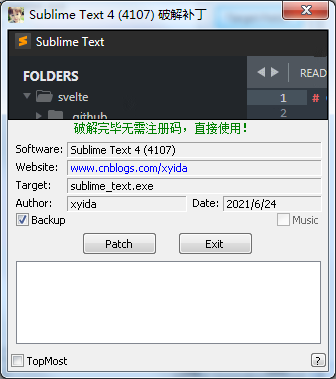 Sublime Text 4 (4107) 破解补丁
Sublime Text
FOLDERS
svelte
.github
READ
1 #
2
破解完毕无需注册码，直接使用！
Software: Sublime Text 4 (4107)
Website: www.cnblogs.com/xyida
Target: sublime_text.exe
Author: xyida Date: 2021/6/24
Backup Music
Patch Exit
TopMost ?